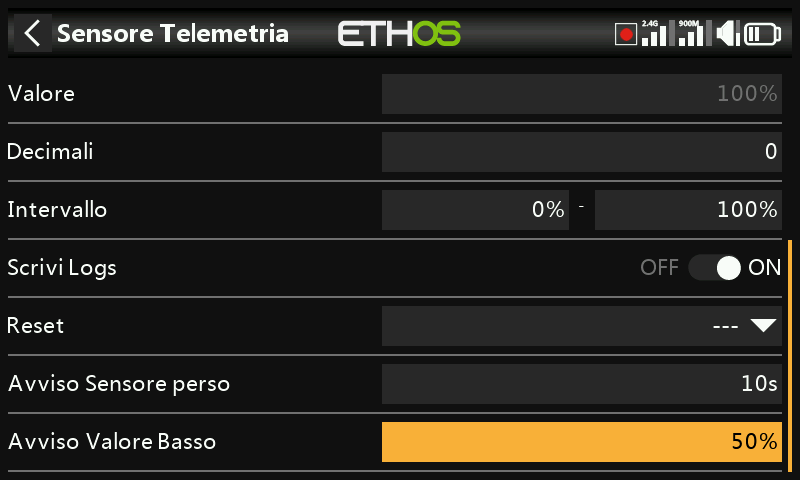 Sensore Telemetria ETHOS 2.4G 900M
Valore 100%
Decimali 0
Intervallo 0% - 100%
Scrivi Logs OFF ON
Reset ---
Avviso Sensore perso 10s
Avviso Valore Basso 50%